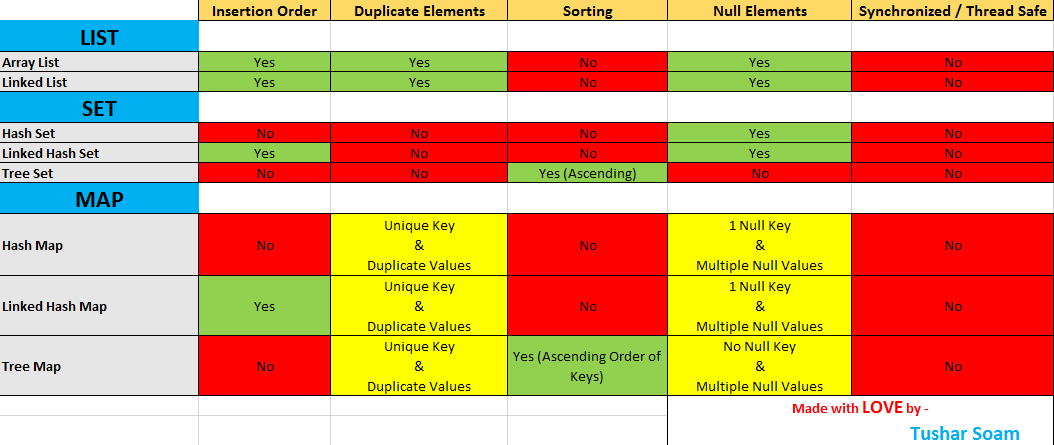 Insertion Order Duplicate Elements Sorting Null Elements Synchronized / Thread Safe
LIST
Array List Yes Yes No Yes No
Linked List Yes Yes No Yes No
SET
Hash Set No No No Yes No
Linked Hash Set Yes No No Yes No
Tree Set No No Yes (Ascending) No No
MAP
Hash Map No Unique Key & Duplicate Values No 1 Null Key & Multiple Null Values No
Linked Hash Map Yes Unique Key & Duplicate Values No 1 Null Key & Multiple Null Values No
Tree Map No Unique Key & Duplicate Values Yes (Ascending Order of Keys) No Null Key & Multiple Null Values No
Made with LOVE by -
Tushar Soam